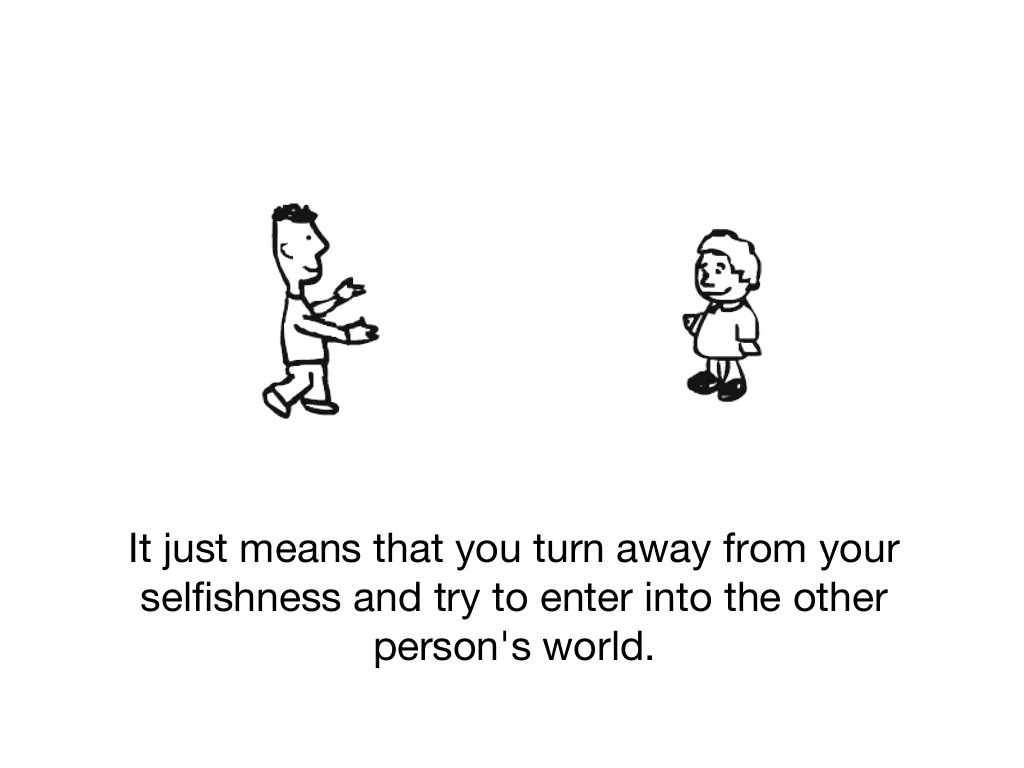 It just means that you turn away from your
selfishness and try to enter into the other
person's world.